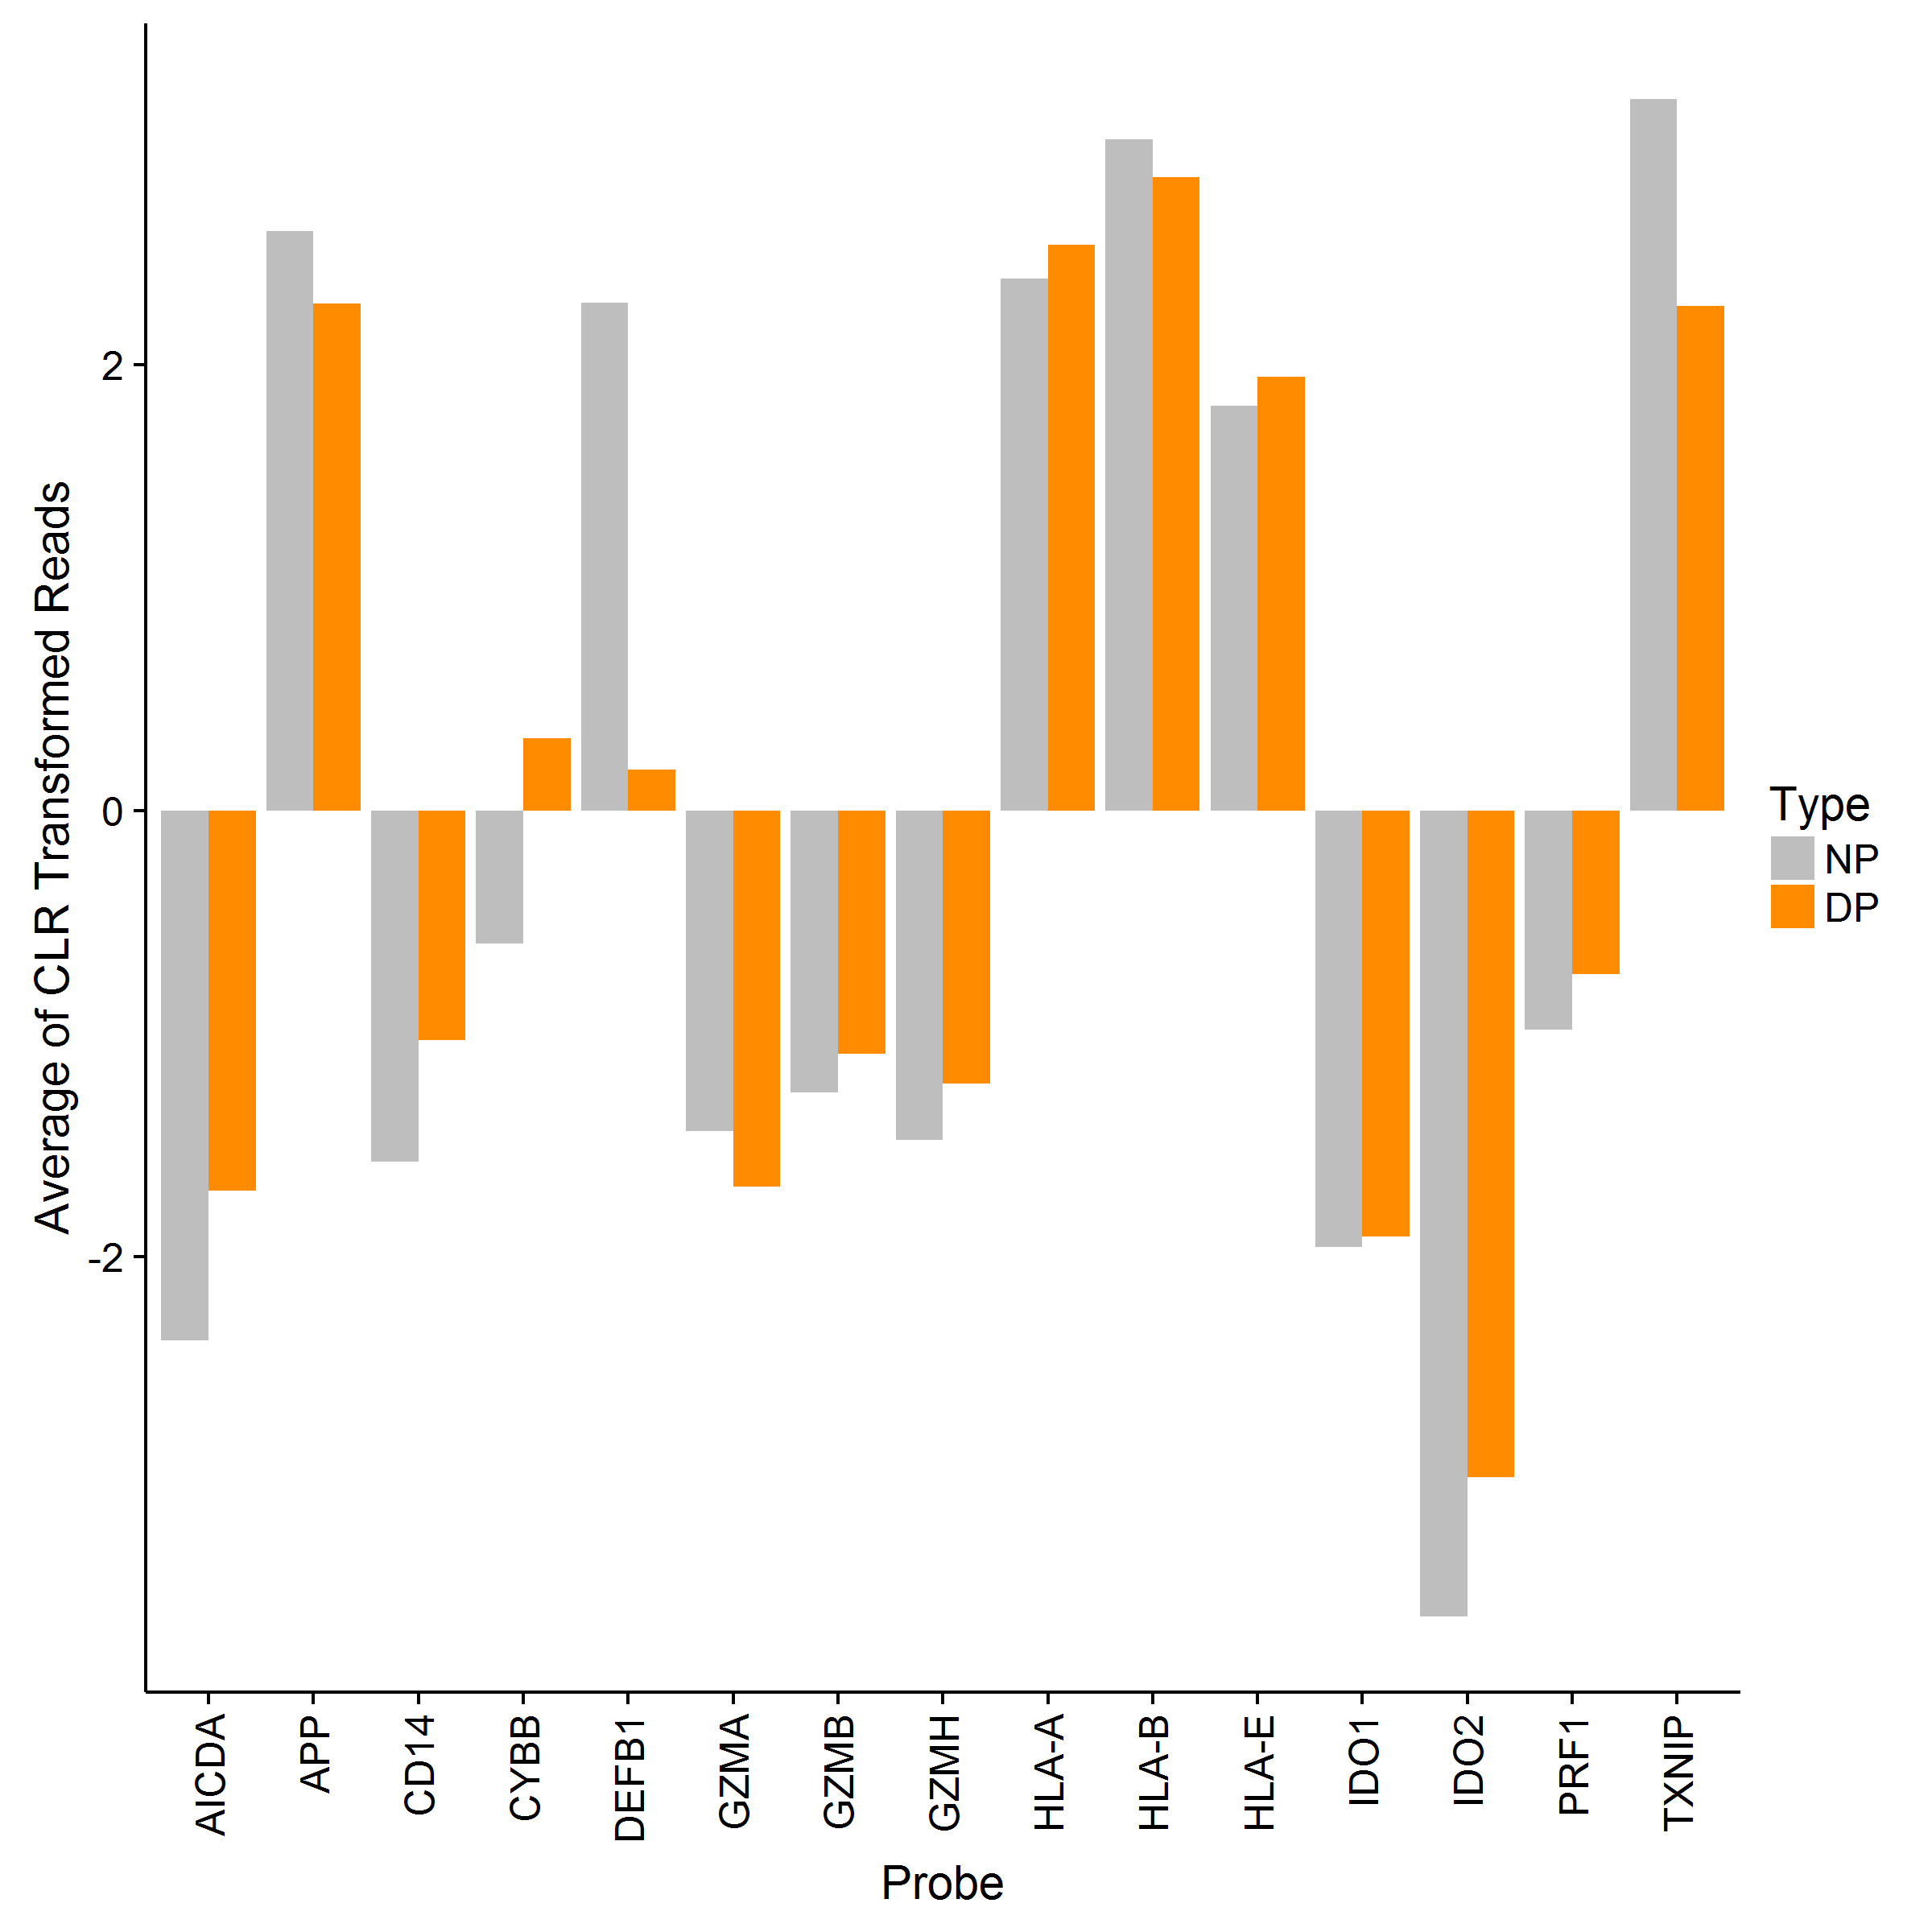 Average of CLR Transformed Reads
2
0
-2
AICDA
APP
CD14
CYBB
DEFB1
GZMA
GZMB
GZMH
HLA-A
HLA-B
HLA-E
IDO1
IDO2
PRF1
TXNIP
Probe
Type
NP
DP